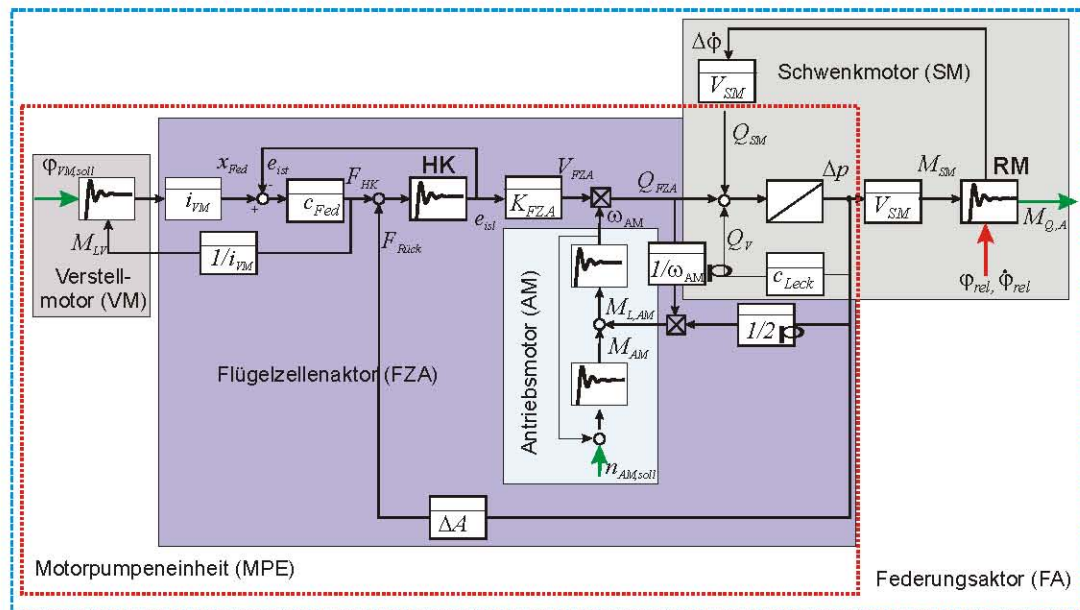 Δφ̇
Schwenkmotor (SM)
V_SM
Q_SM
φ_VM,soll
x_Fed
e_ist
-
+
F_HK
HK
V_FZA
Q_FZA
Δp
M_SM
RM
i_VM
c_Fed
e_ist
K_FZA
V_SM
M_Q,A
ω_AM
M_LV
1/i_VM
F_Rück
Q_V
1/ω_AM
c_Leck
φ_rel, φ̇_rel
Verstell-
motor (VM)
M_L,AM
1/2
M_AM
Flügelzellenaktor (FZA)
Antriebsmotor (AM)
n_AM,soll
ΔA
Motorpumpeneinheit (MPE)
Federungsaktor (FA)